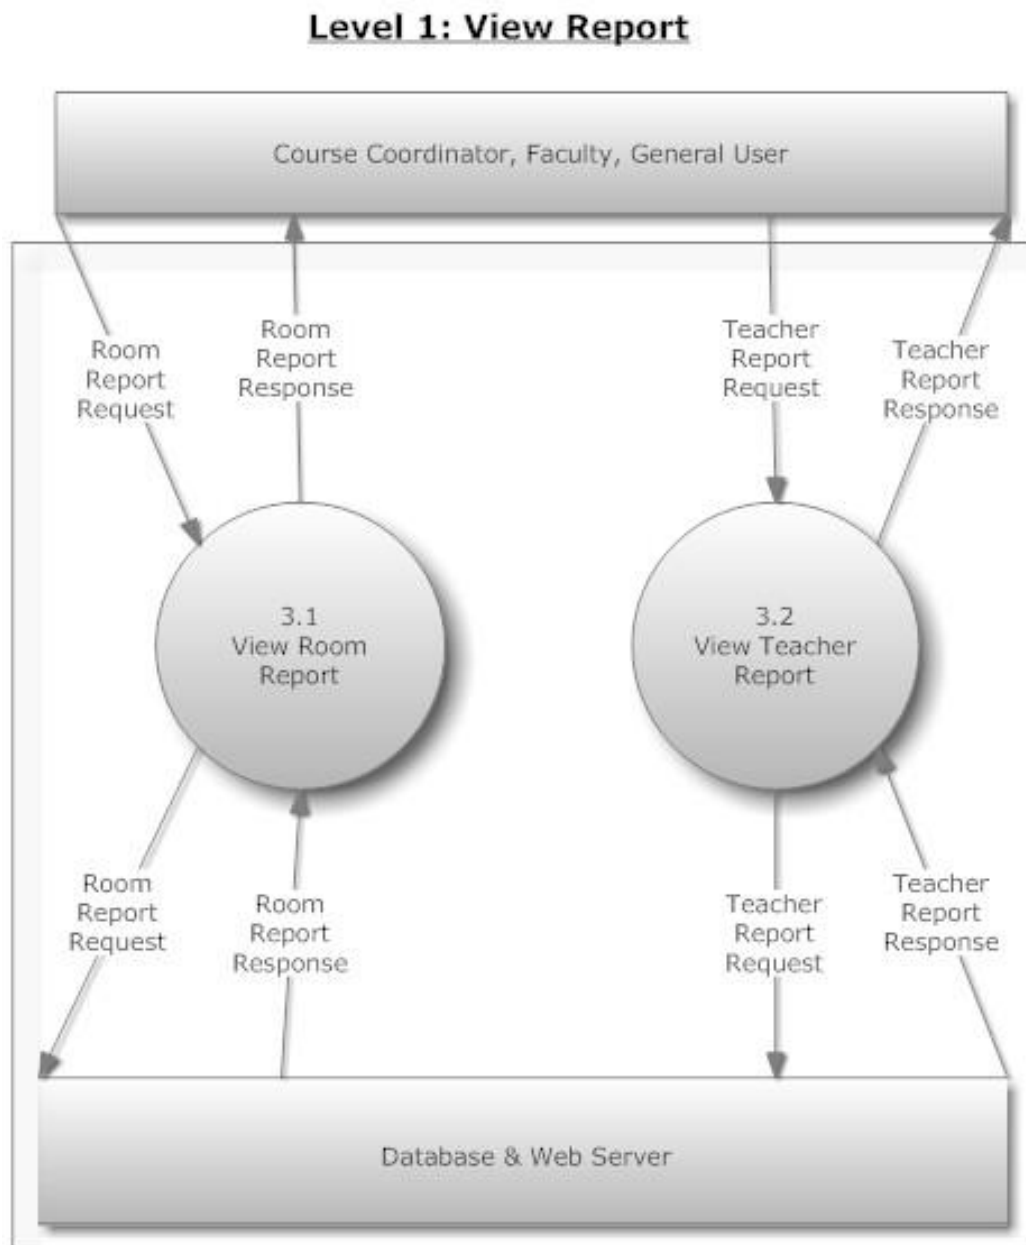 Level 1: View Report
Course Coordinator, Faculty, General User
Room
Report
Request
Room
Report
Response
Teacher
Report
Request
Teacher
Report
Response
3.1
View Room
Report
3.2
View Teacher
Report
Room
Report
Request
Room
Report
Response
Teacher
Report
Request
Teacher
Report
Response
Database & Web Server